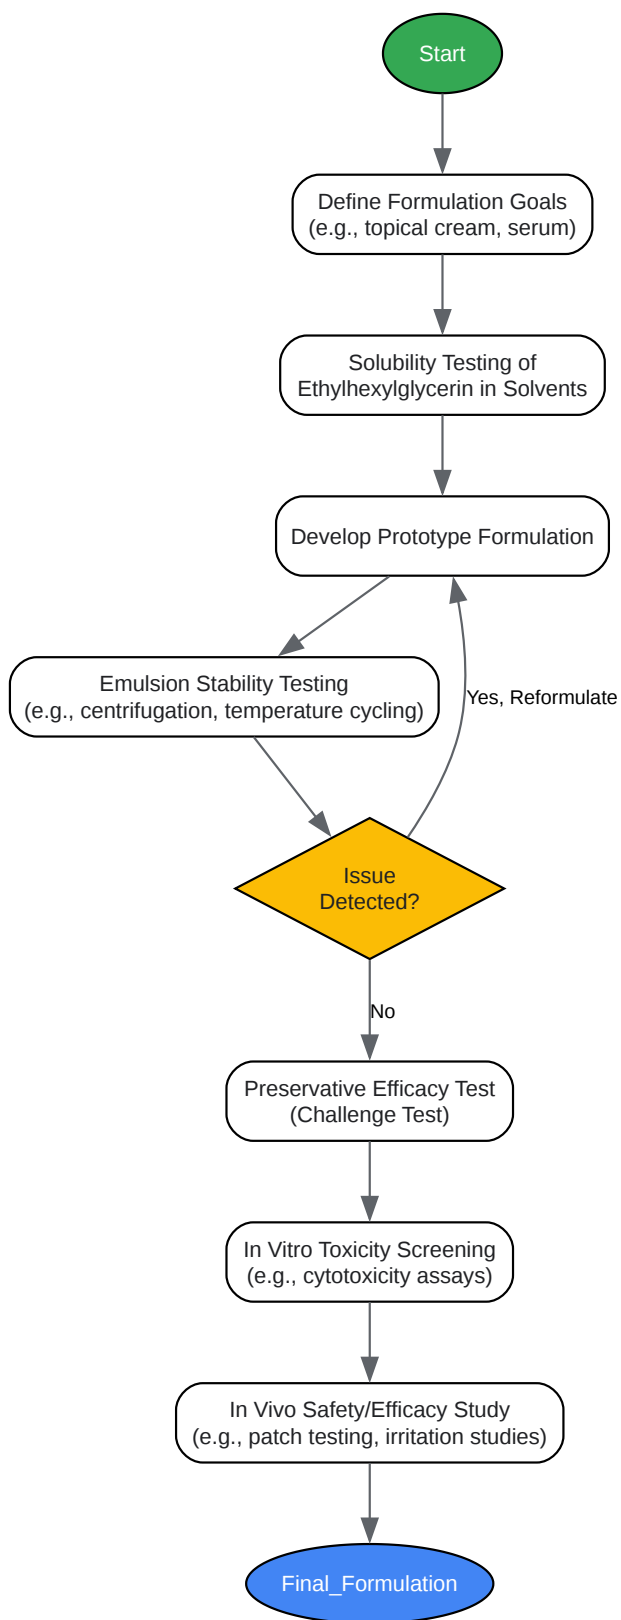 Start
Define Formulation Goals
(e.g., topical cream, serum)
Solubility Testing of
Ethylhexylglycerin in Solvents
Develop Prototype Formulation
Emulsion Stability Testing
(e.g., centrifugation, temperature cycling)
Yes, Reformulate
Issue
Detected?
No
Preservative Efficacy Test
(Challenge Test)
In Vitro Toxicity Screening
(e.g., cytotoxicity assays)
In Vivo Safety/Efficacy Study
(e.g., patch testing, irritation studies)
Final_Formulation